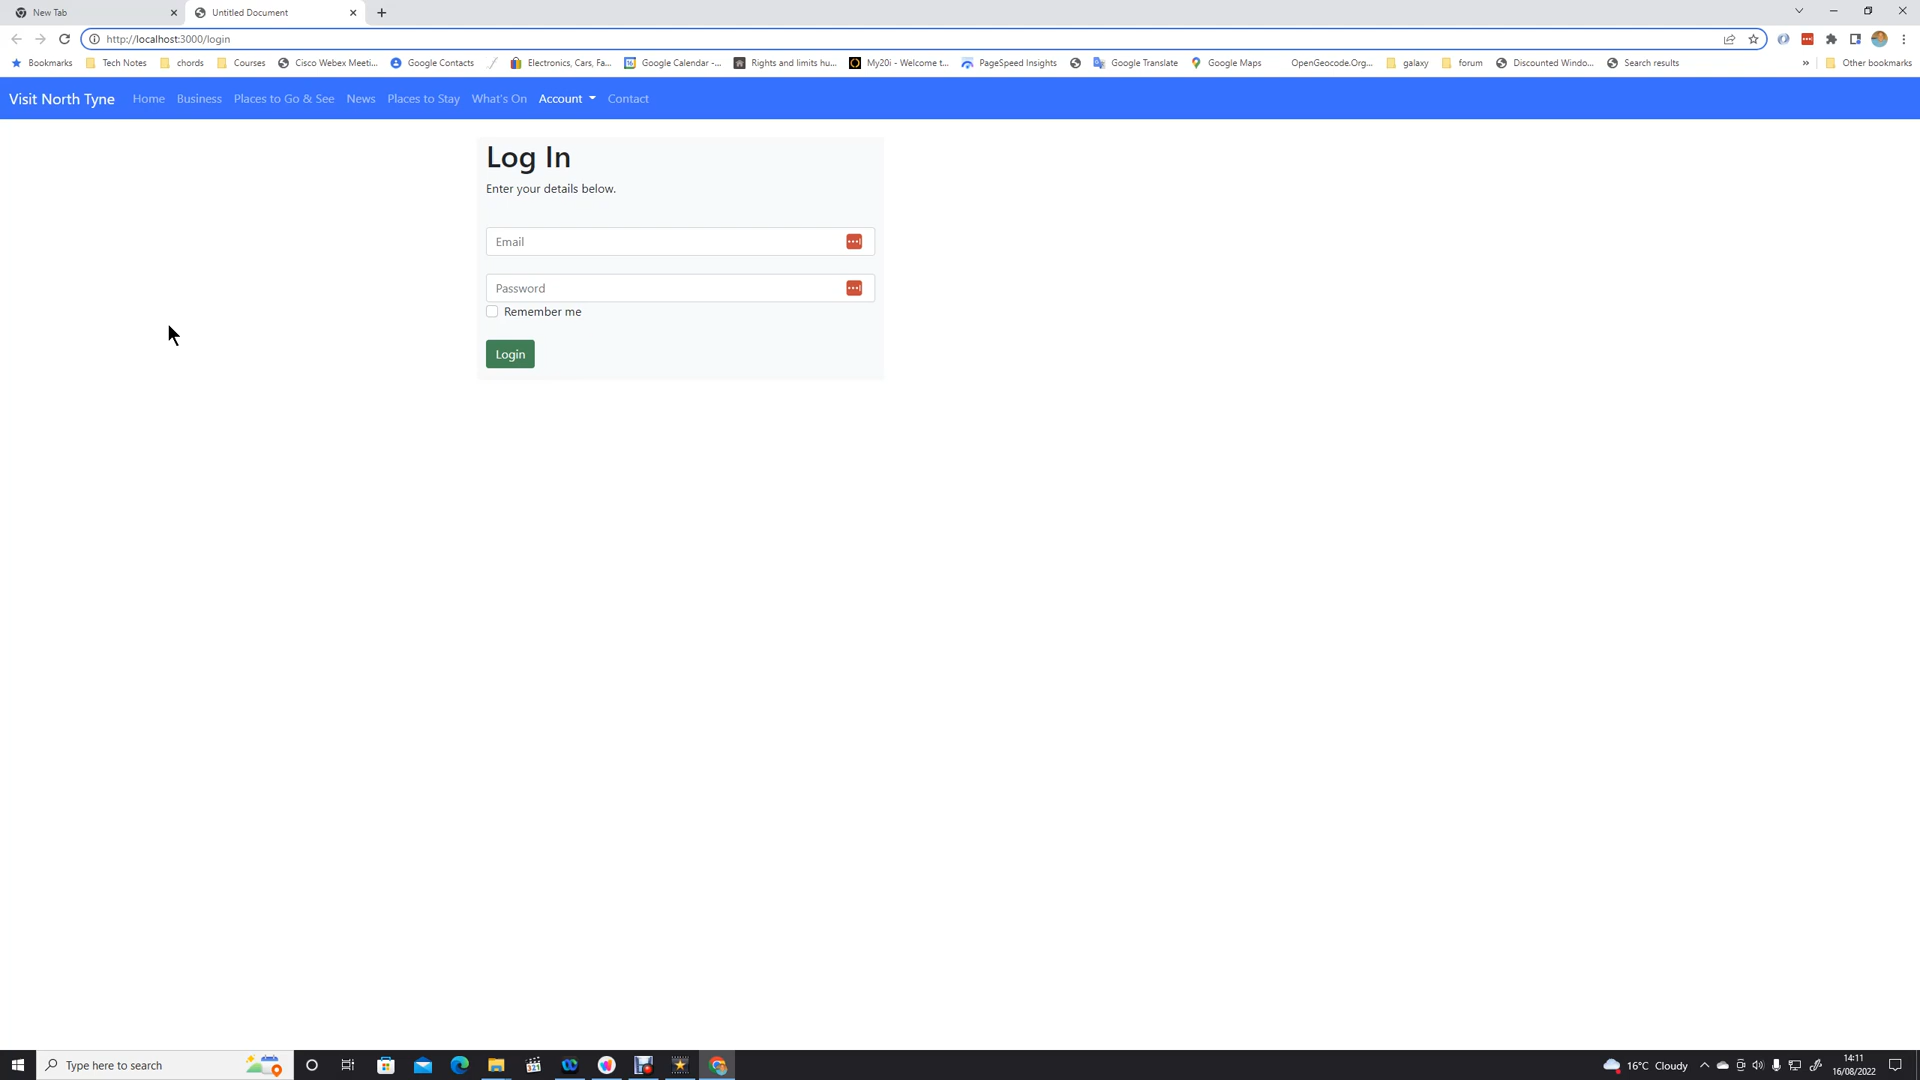 New Tab
Untitled Document
http://localhost:3000/login
Bookmarks Tech Notes chords Courses Cisco Webex Meeti... Google Contacts Electronics, Cars, Fa... Google Calendar -... Rights and limits hu... My20i - Welcome t... PageSpeed Insights Google Translate Google Maps OpenGeocode.Org... galaxy forum Discounted Windo... Search results » Other bookmarks
Visit North Tyne Home Business Places to Go & See News Places to Stay What's On Account Contact
Log In
Enter your details below.
Email
Password
Remember me
Login
Type here to search
16°C Cloudy
14:11
16/08/2022